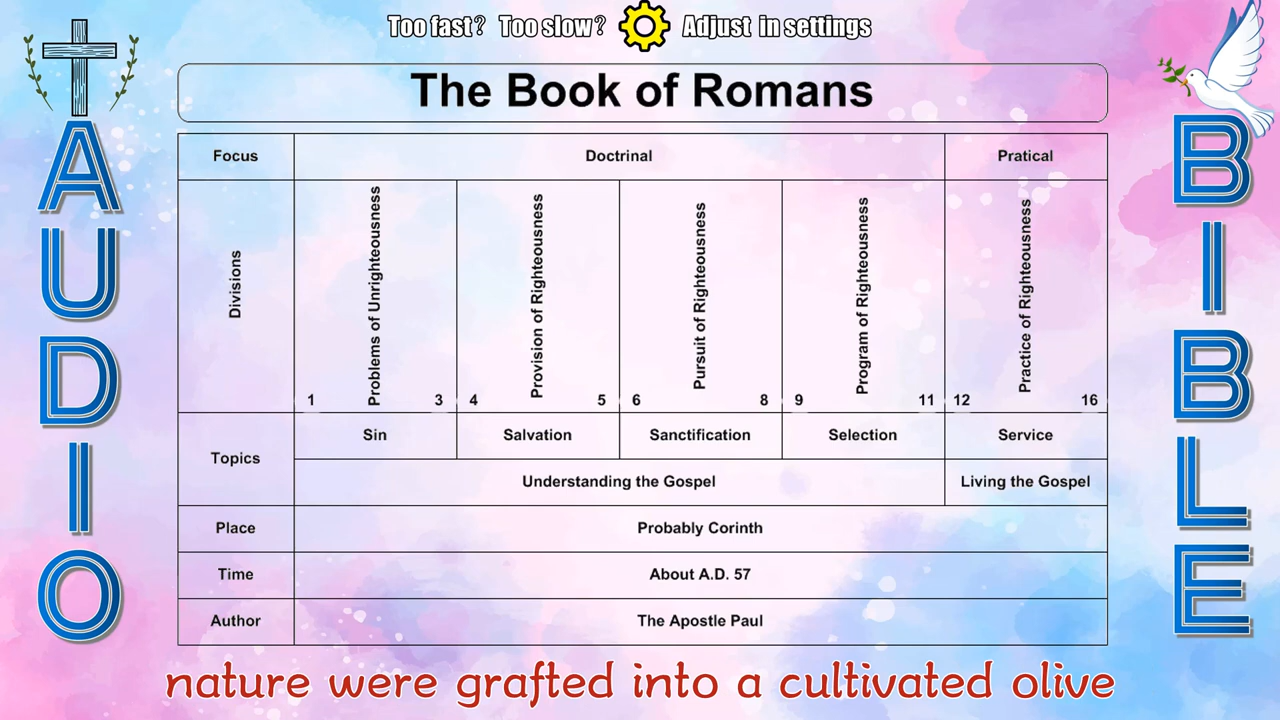 Too fast? Too slow? Adjust in settings
AUDIO
BIBLE
The Book of Romans
Focus Doctrinal Pratical
Divisions
Problems of Unrighteousness
Provision of Righteousness
Pursuit of Righteousness
Program of Righteousness
Practice of Righteousness
1 3 4 5 6 8 9 11 12 16
Topics
Sin Salvation Sanctification Selection Service
Understanding the Gospel Living the Gospel
Place Probably Corinth
Time About A.D. 57
Author The Apostle Paul
nature were grafted into a cultivated olive